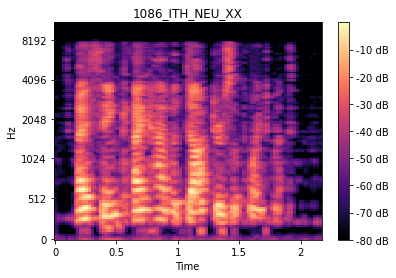 1086_ITH_NEU_XX
8192
4096
2048
1024
512
0
Hz
0
0.5
1
1.5
2
Time
-10 dB
-20 dB
-30 dB
-40 dB
-50 dB
-60 dB
-70 dB
-80 dB